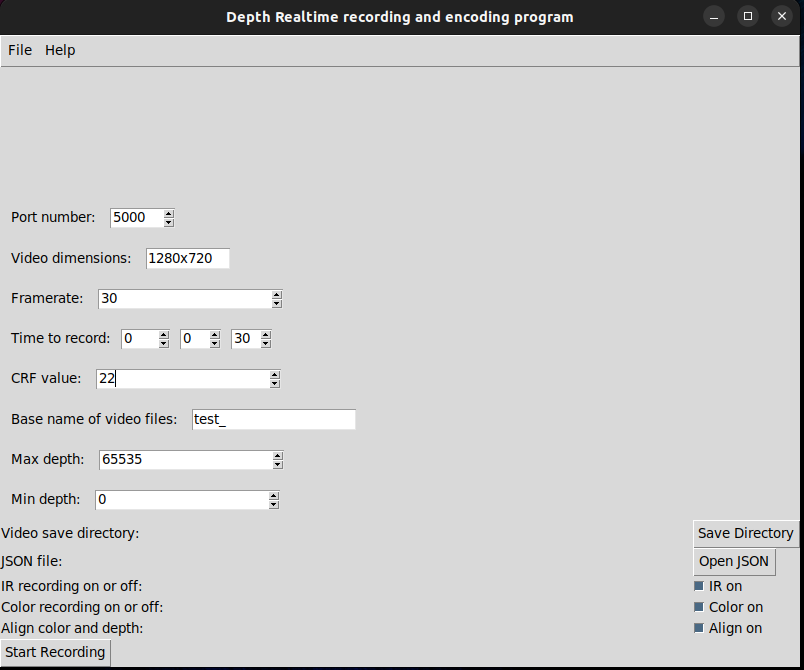 Depth Realtime recording and encoding program
File Help
Port number: 5000
Video dimensions: 1280x720
Framerate: 30
Time to record: 0 0 30
CRF value: 22
Base name of video files: test_
Max depth: 65535
Min depth: 0
Video save directory: Save Directory
JSON file: Open JSON
IR recording on or off: IR on
Color recording on or off: Color on
Align color and depth: Align on
Start Recording